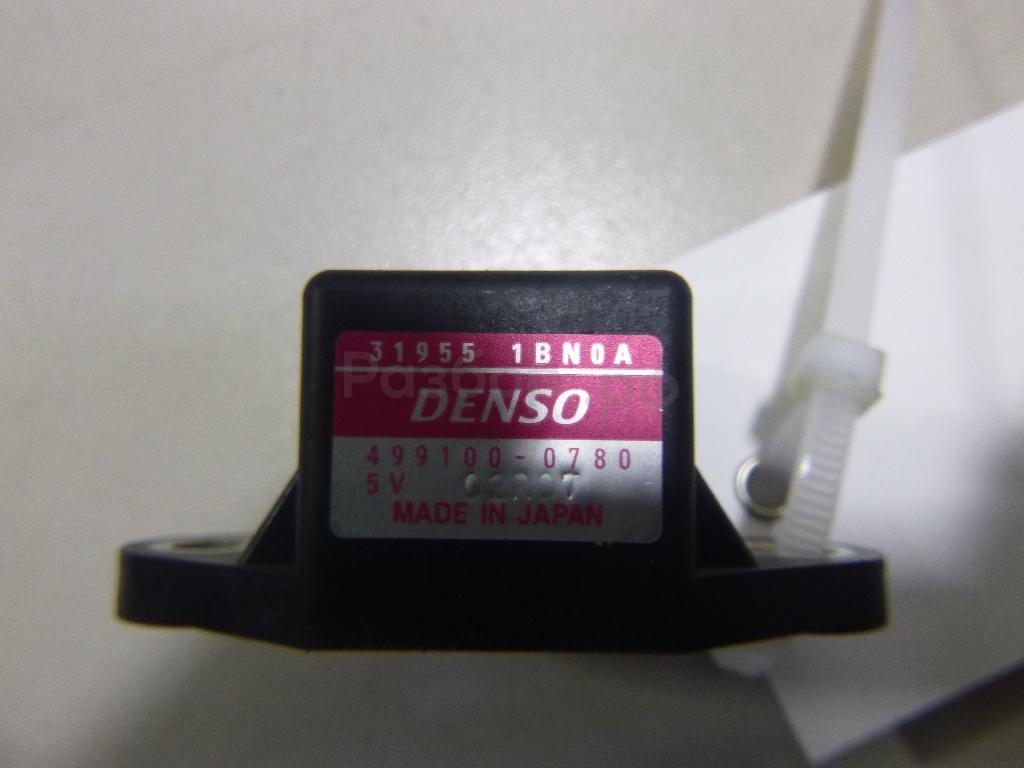 31955 1BN0A
DENSO
499100-0780
5V
MADE IN JAPAN